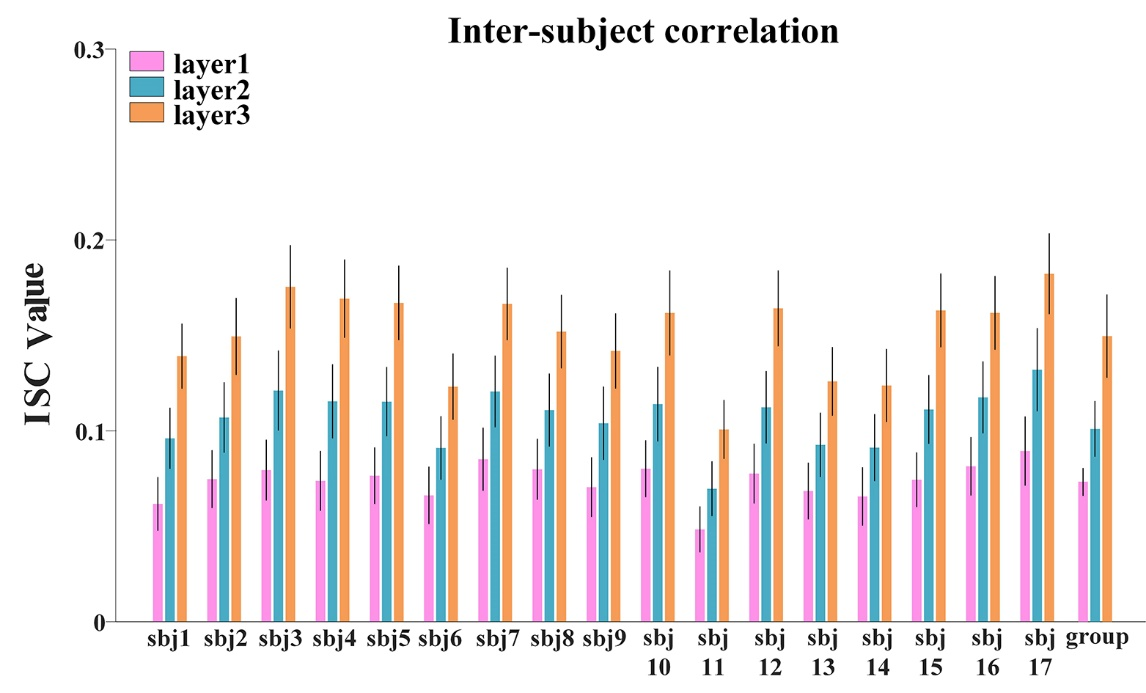 Inter-subject correlation
0.3
layer1
layer2
layer3
0.2
ISC Value
0.1
0
sbj1 sbj2 sbj3 sbj4 sbj5 sbj6 sbj7 sbj8 sbj9 sbj sbj sbj sbj sbj sbj sbj sbj group
10 11 12 13 14 15 16 17